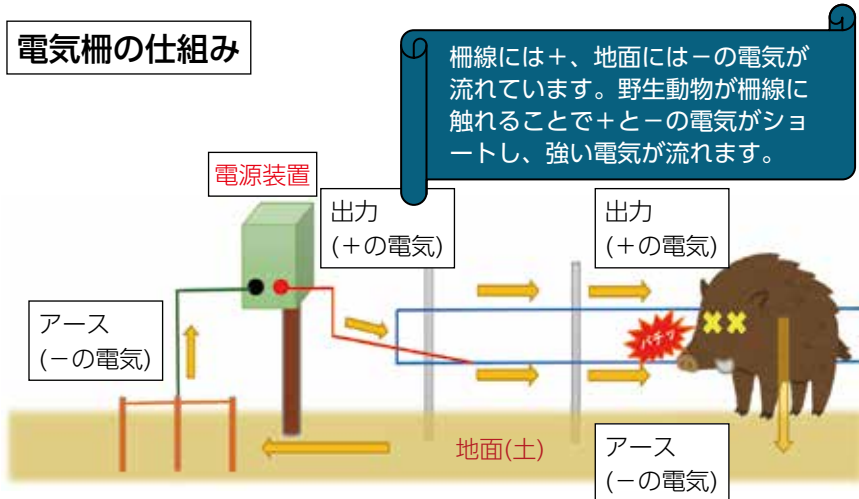 電気柵の仕組み
柵線には＋、地面には－の電気が
流れています。野生動物が柵線に
触れることで＋と－の電気がショ
ートし、強い電気が流れます。
電源装置
出力
(＋の電気)
出力
(＋の電気)
アース
(－の電気)
バチッ
地面(土)
アース
(－の電気)